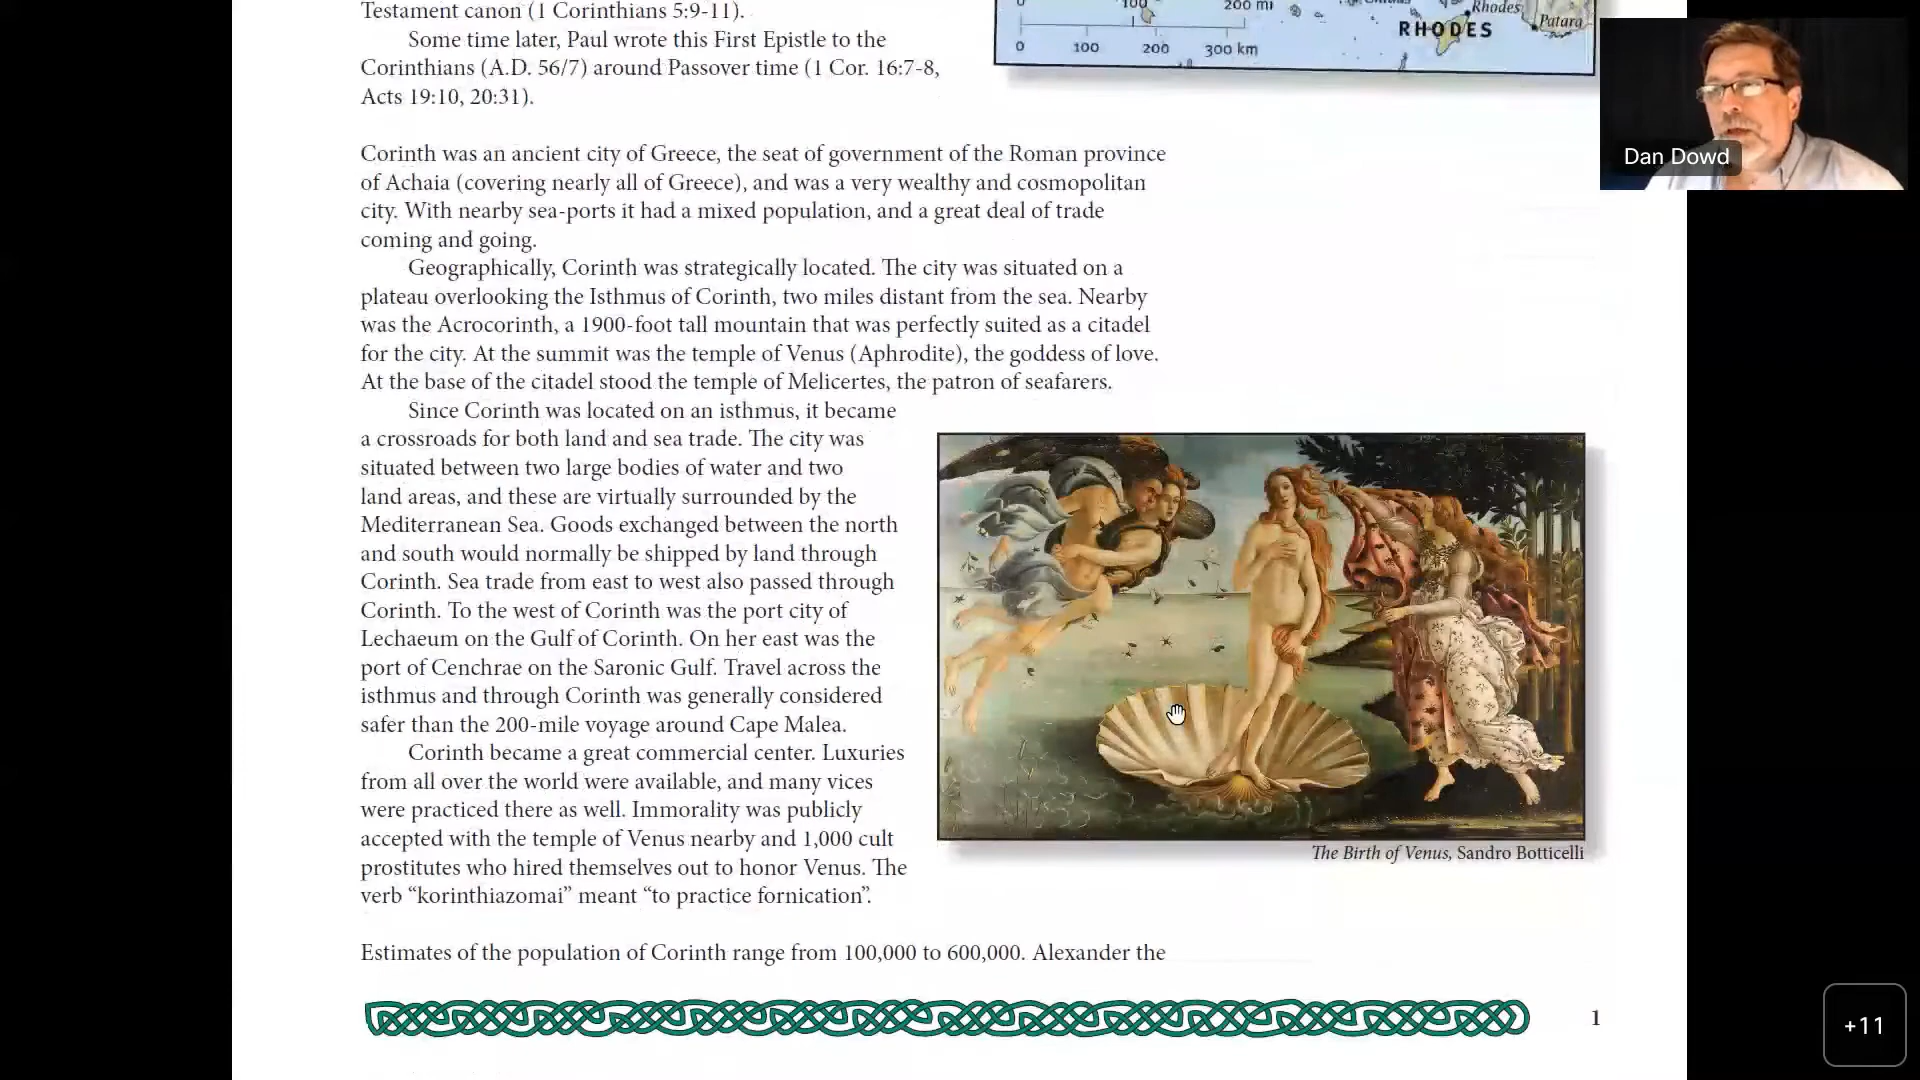 Testament canon (1 Corinthians 5:9-11).
Some time later, Paul wrote this First Epistle to the
Corinthians (A.D. 56/7) around Passover time (1 Cor. 16:7-8,
Acts 19:10, 20:31).
0 100 200 mi
0 100 200 300 km
Rhodes
RHODES
Patara
Dan Dowd
Corinth was an ancient city of Greece, the seat of government of the Roman province
of Achaia (covering nearly all of Greece), and was a very wealthy and cosmopolitan
city. With nearby sea-ports it had a mixed population, and a great deal of trade
coming and going.
Geographically, Corinth was strategically located. The city was situated on a
plateau overlooking the Isthmus of Corinth, two miles distant from the sea. Nearby
was the Acrocorinth, a 1900-foot tall mountain that was perfectly suited as a citadel
for the city. At the summit was the temple of Venus (Aphrodite), the goddess of love.
At the base of the citadel stood the temple of Melicertes, the patron of seafarers.
Since Corinth was located on an isthmus, it became
a crossroads for both land and sea trade. The city was
situated between two large bodies of water and two
land areas, and these are virtually surrounded by the
Mediterranean Sea. Goods exchanged between the north
and south would normally be shipped by land through
Corinth. Sea trade from east to west also passed through
Corinth. To the west of Corinth was the port city of
Lechaeum on the Gulf of Corinth. On her east was the
port of Cenchrae on the Saronic Gulf. Travel across the
isthmus and through Corinth was generally considered
safer than the 200-mile voyage around Cape Malea.
Corinth became a great commercial center. Luxuries
from all over the world were available, and many vices
were practiced there as well. Immorality was publicly
accepted with the temple of Venus nearby and 1,000 cult
prostitutes who hired themselves out to honor Venus. The
verb “korinthiazomai” meant “to practice fornication”.
The Birth of Venus, Sandro Botticelli
Estimates of the population of Corinth range from 100,000 to 600,000. Alexander the
1
+11